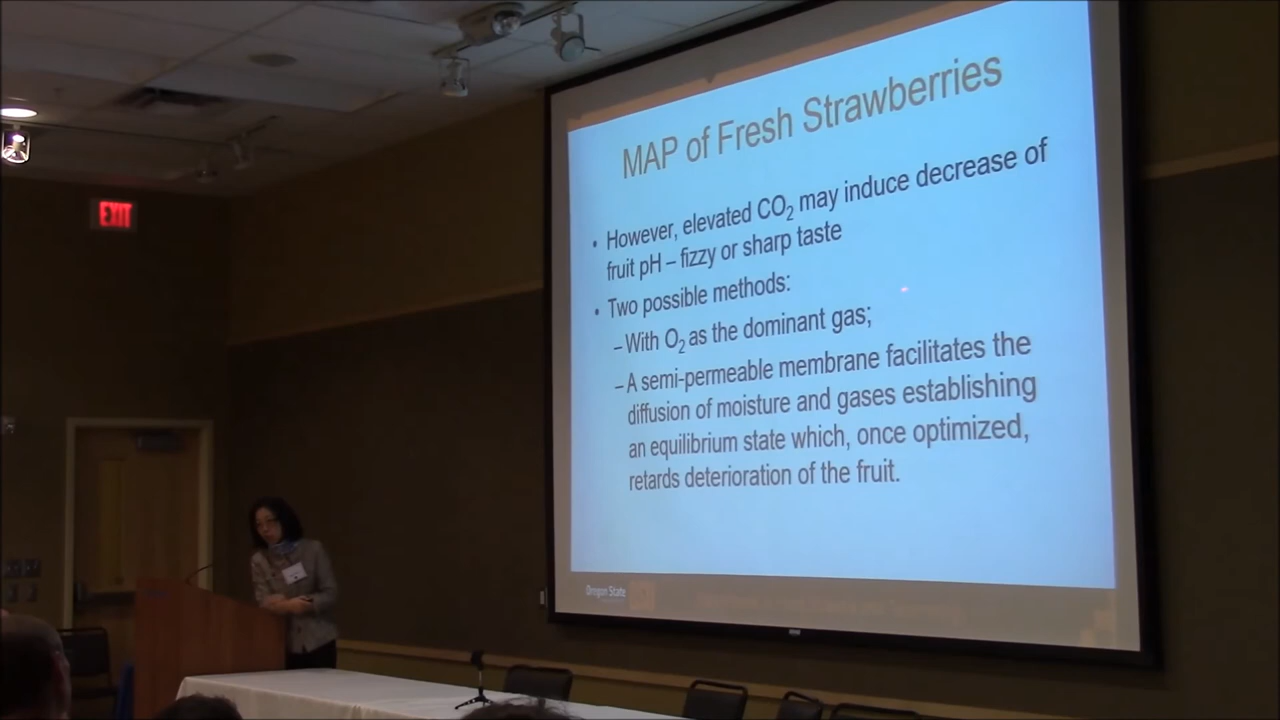 EXIT
MAP of Fresh Strawberries
• However, elevated CO₂ may induce decrease of
fruit pH – fizzy or sharp taste
• Two possible methods:
– With O₂ as the dominant gas;
– A semi-permeable membrane facilitates the
diffusion of moisture and gases establishing
an equilibrium state which, once optimized,
retards deterioration of the fruit.
Oregon State